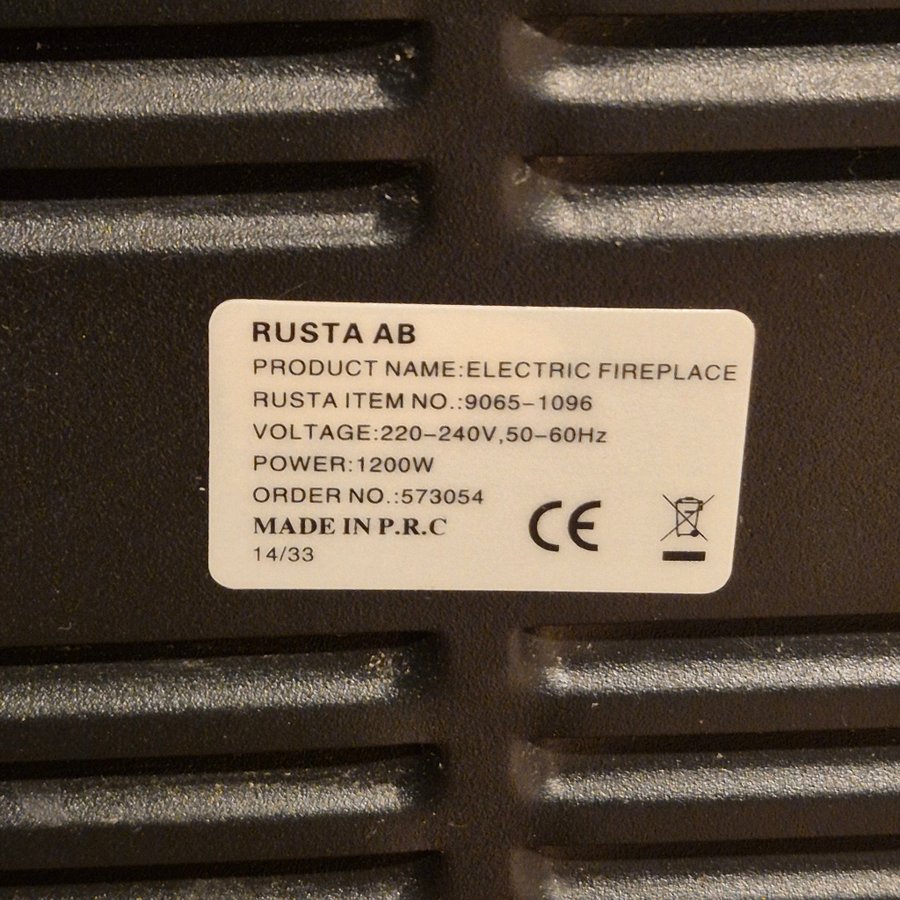 RUSTA AB
PRODUCT NAME:ELECTRIC FIREPLACE
RUSTA ITEM NO.:9065-1096
VOLTAGE:220-240V,50-60Hz
POWER:1200W
ORDER NO.:573054
MADE IN P.R.C
14/33
CE